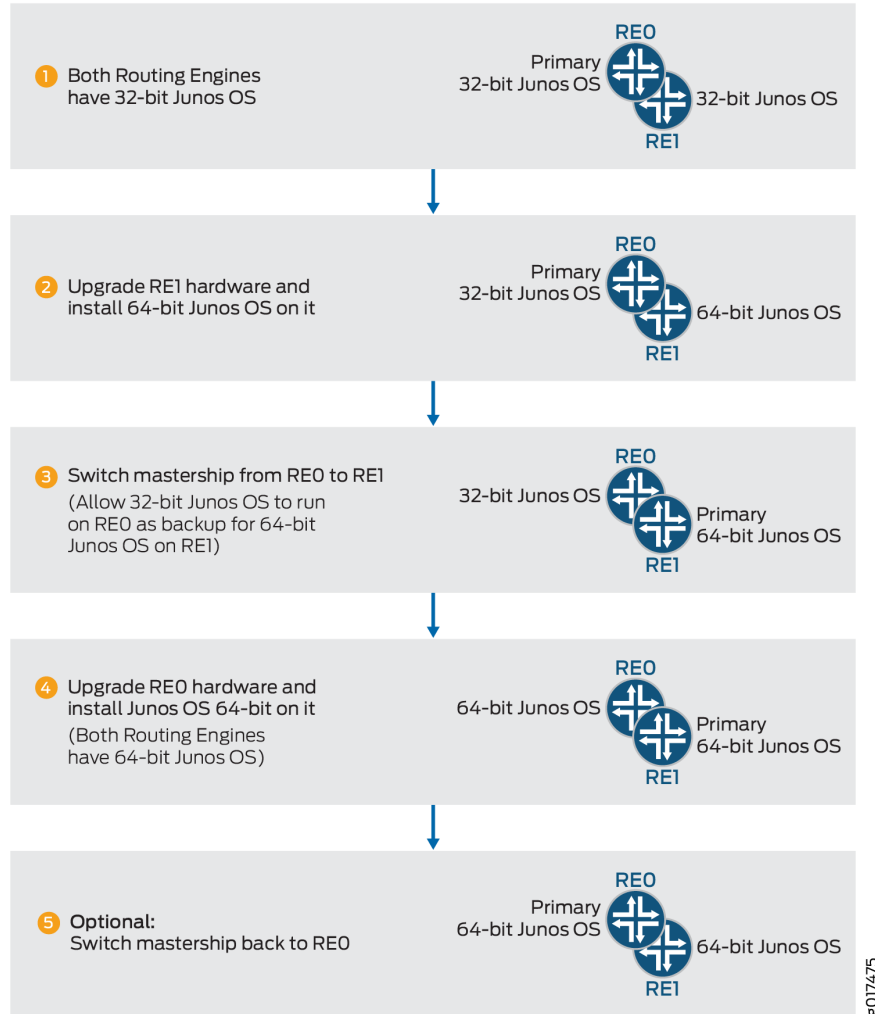 1 Both Routing Engines
have 32-bit Junos OS
RE0
Primary
32-bit Junos OS
32-bit Junos OS
RE1
2 Upgrade RE1 hardware and
install 64-bit Junos OS on it
RE0
Primary
32-bit Junos OS
64-bit Junos OS
RE1
3 Switch mastership from RE0 to RE1
(Allow 32-bit Junos OS to run
on RE0 as backup for 64-bit
Junos OS on RE1)
RE0
32-bit Junos OS
Primary
64-bit Junos OS
RE1
4 Upgrade RE0 hardware and
install Junos OS 64-bit on it
(Both Routing Engines
have 64-bit Junos OS)
RE0
64-bit Junos OS
Primary
64-bit Junos OS
RE1
5 Optional:
Switch mastership back to RE0
RE0
Primary
64-bit Junos OS
64-bit Junos OS
RE1
g017475